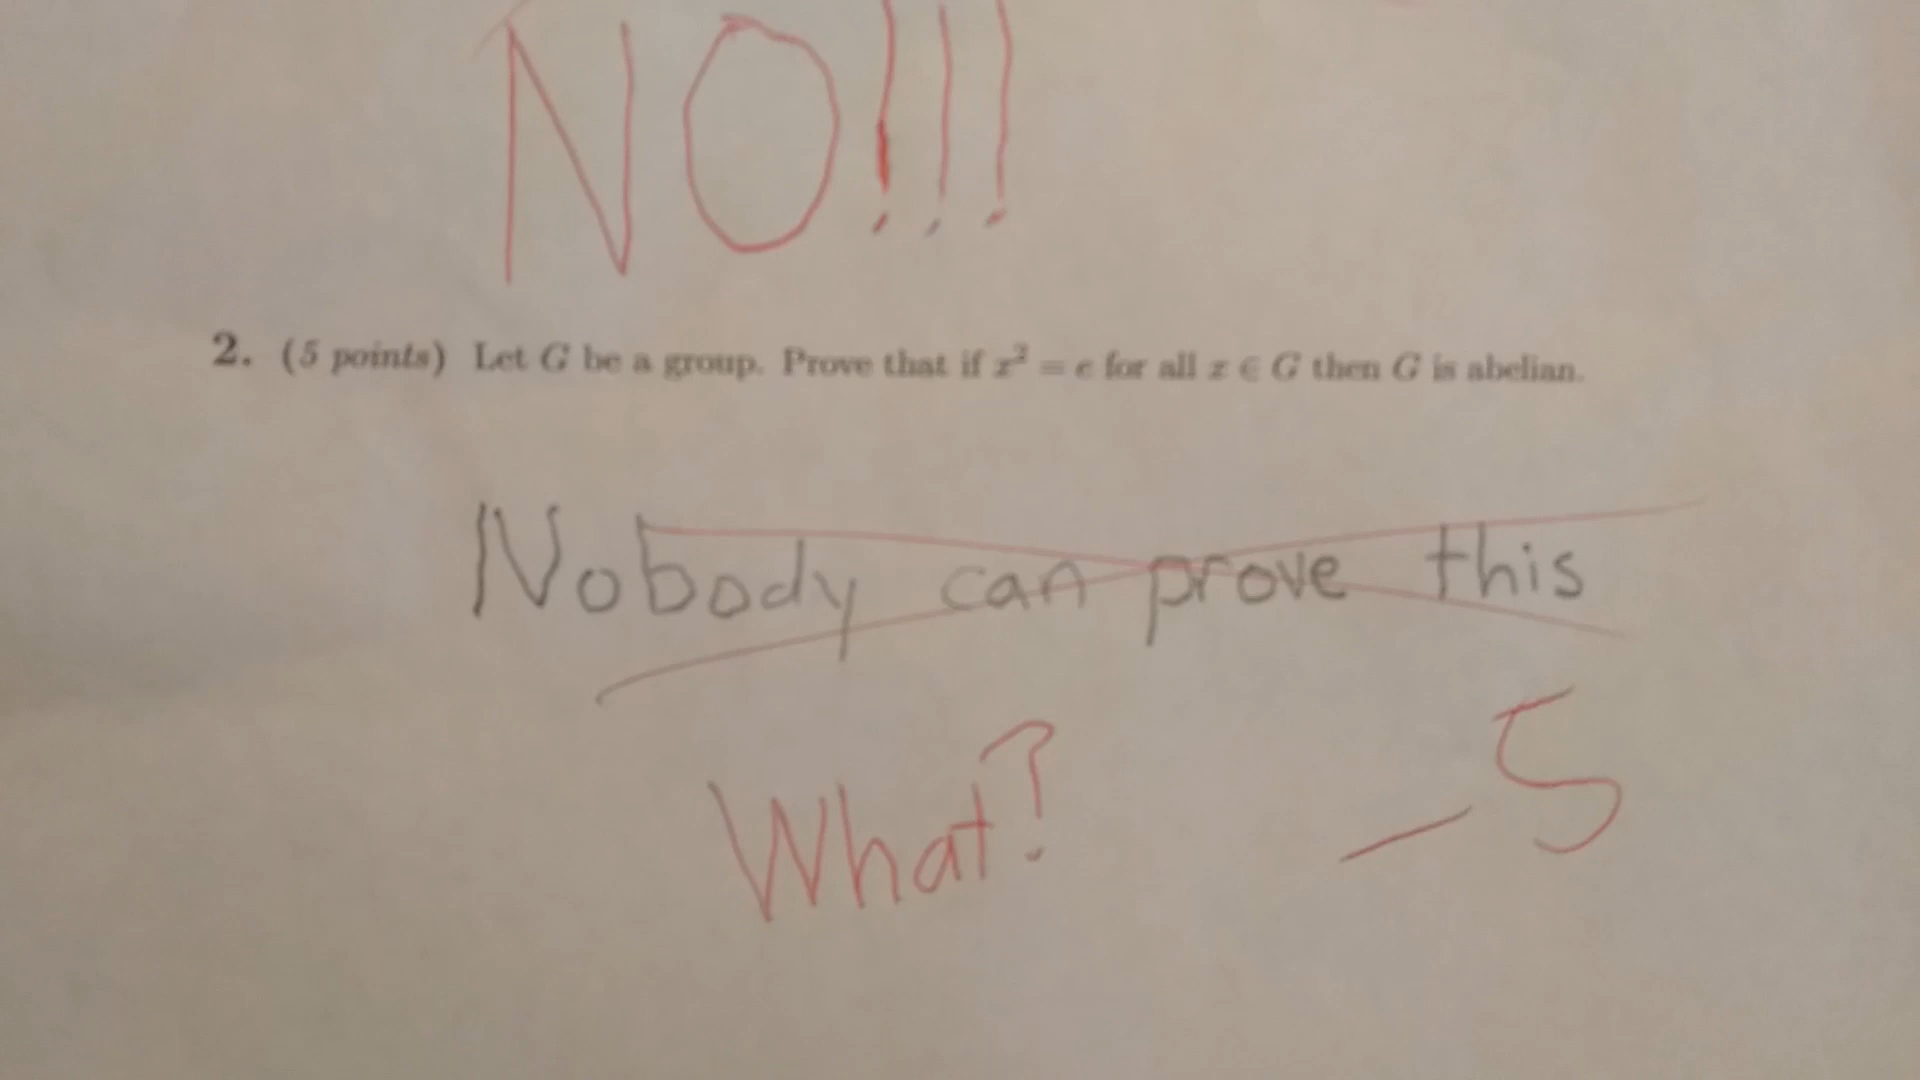 NO!!!
2. (5 points) Let G be a group. Prove that if x² = e for all x ∈ G then G is abelian.
Nobody can prove this
What? -5